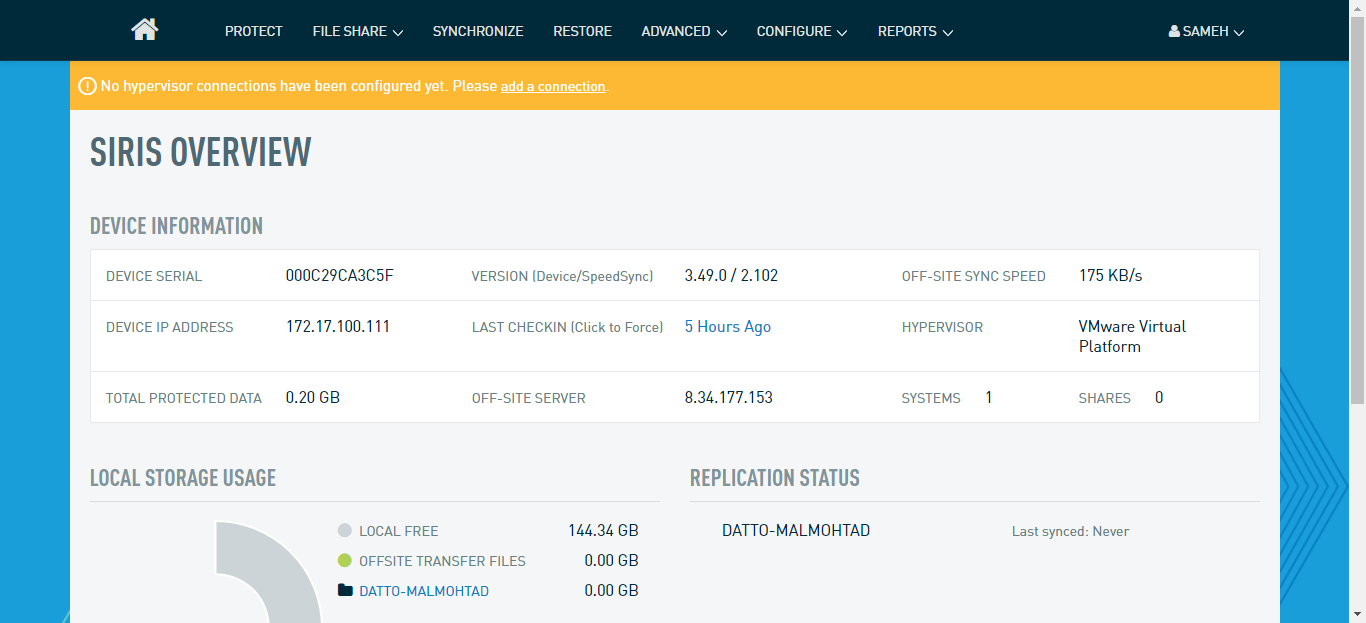 PROTECT FILE SHARE SYNCHRONIZE RESTORE ADVANCED CONFIGURE REPORTS SAMEH
No hypervisor connections have been configured yet. Please add a connection.
SIRIS OVERVIEW
DEVICE INFORMATION
DEVICE SERIAL 000C29CA3C5F VERSION (Device/SpeedSync) 3.49.0 / 2.102 OFF-SITE SYNC SPEED 175 KB/s
DEVICE IP ADDRESS 172.17.100.111 LAST CHECKIN (Click to Force) 5 Hours Ago HYPERVISOR VMware Virtual
Platform
TOTAL PROTECTED DATA 0.20 GB OFF-SITE SERVER 8.34.177.153 SYSTEMS 1 SHARES 0
LOCAL STORAGE USAGE
LOCAL FREE 144.34 GB
OFFSITE TRANSFER FILES 0.00 GB
DATTO-MALMOHTAD 0.00 GB
REPLICATION STATUS
DATTO-MALMOHTAD Last synced: Never